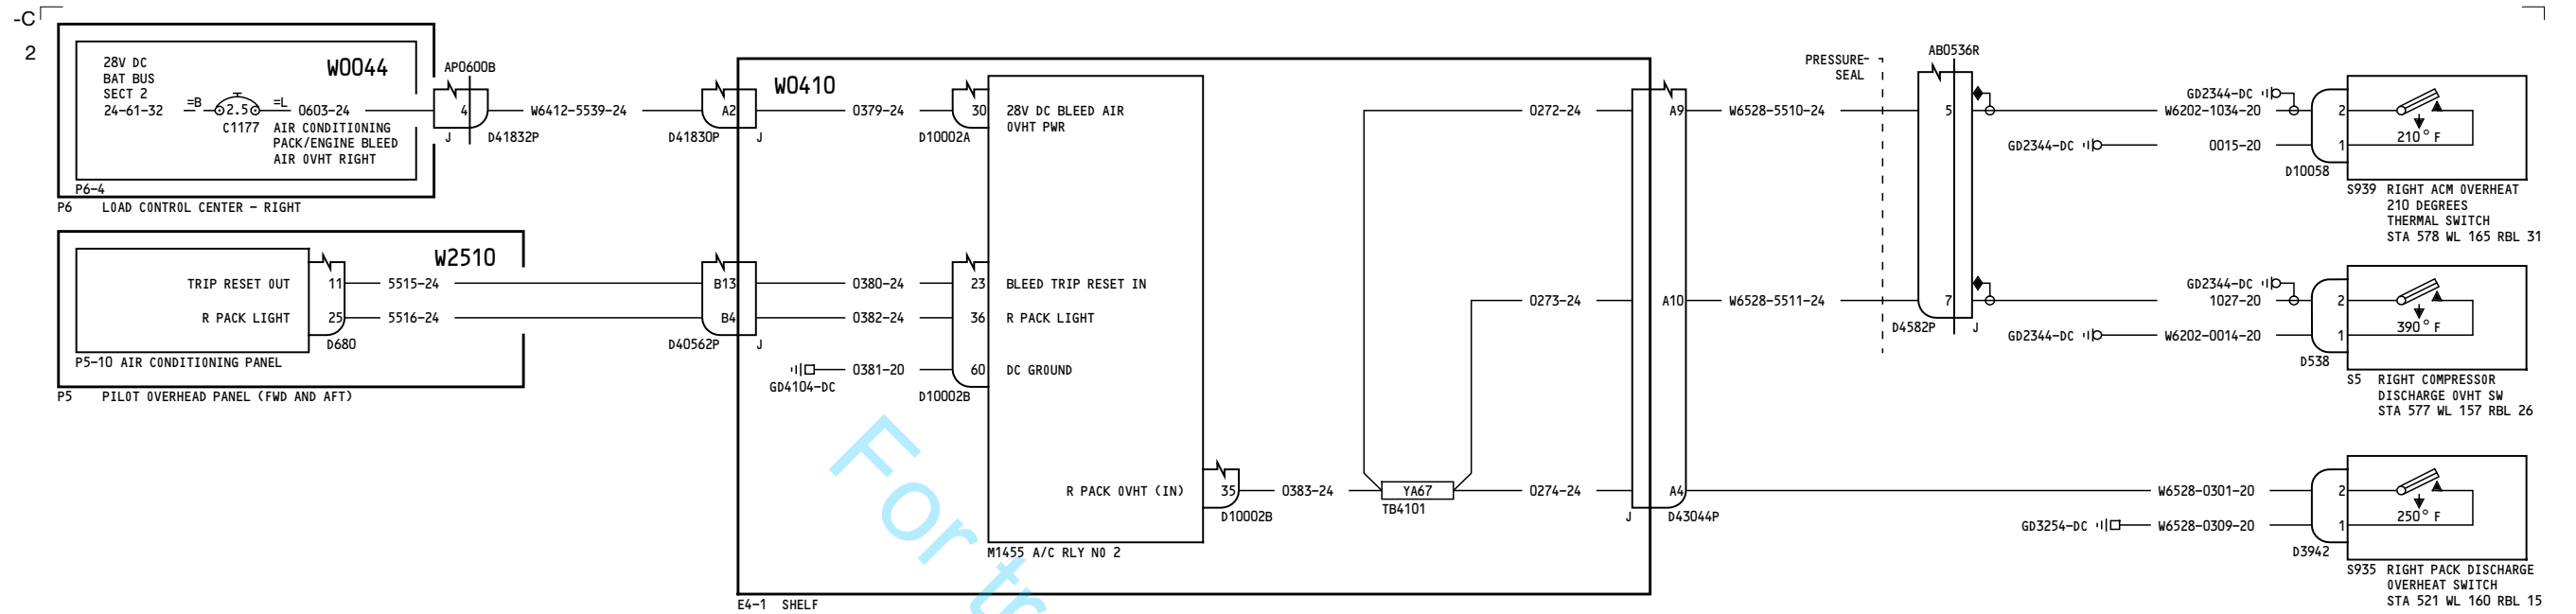 -C
2
28V DC
BAT BUS
SECT 2
24-61-32
=B
2.5
=L
C1177
0603-24
AIR CONDITIONING
PACK/ENGINE BLEED
AIR OVHT RIGHT
W0044
P6-4
P6 LOAD CONTROL CENTER - RIGHT
AP0600B
4
J
D41832P
W6412-5539-24
A2
D41830P
J
W0410
0379-24
30
D10002A
28V DC BLEED AIR
OVHT PWR
W2510
TRIP RESET OUT
11
5515-24
R PACK LIGHT
25
5516-24
D680
P5-10 AIR CONDITIONING PANEL
P5 PILOT OVERHEAD PANEL (FWD AND AFT)
B13
B4
D40562P
J
0380-24
23
BLEED TRIP RESET IN
0382-24
36
R PACK LIGHT
GD4104-DC
0381-20
60
DC GROUND
D10002B
R PACK OVHT (IN)
35
D10002B
0383-24
YA67
TB4101
M1455 A/C RLY NO 2
E4-1 SHELF
0272-24
A9
W6528-5510-24
0273-24
A10
W6528-5511-24
0274-24
A4
J
D43044P
PRESSURE-
SEAL
AB0536R
5
7
D4582P
J
GD2344-DC
W6202-1034-20
2
GD2344-DC
0015-20
1
D10058
210° F
S939 RIGHT ACM OVERHEAT
210 DEGREES
THERMAL SWITCH
STA 578 WL 165 RBL 31
GD2344-DC
1027-20
2
GD2344-DC
W6202-0014-20
1
D538
390° F
S5 RIGHT COMPRESSOR
DISCHARGE OVHT SW
STA 577 WL 157 RBL 26
W6528-0301-20
2
GD3254-DC
W6528-0309-20
1
D3942
250° F
S935 RIGHT PACK DISCHARGE
OVERHEAT SWITCH
STA 521 WL 160 RBL 15
For tr